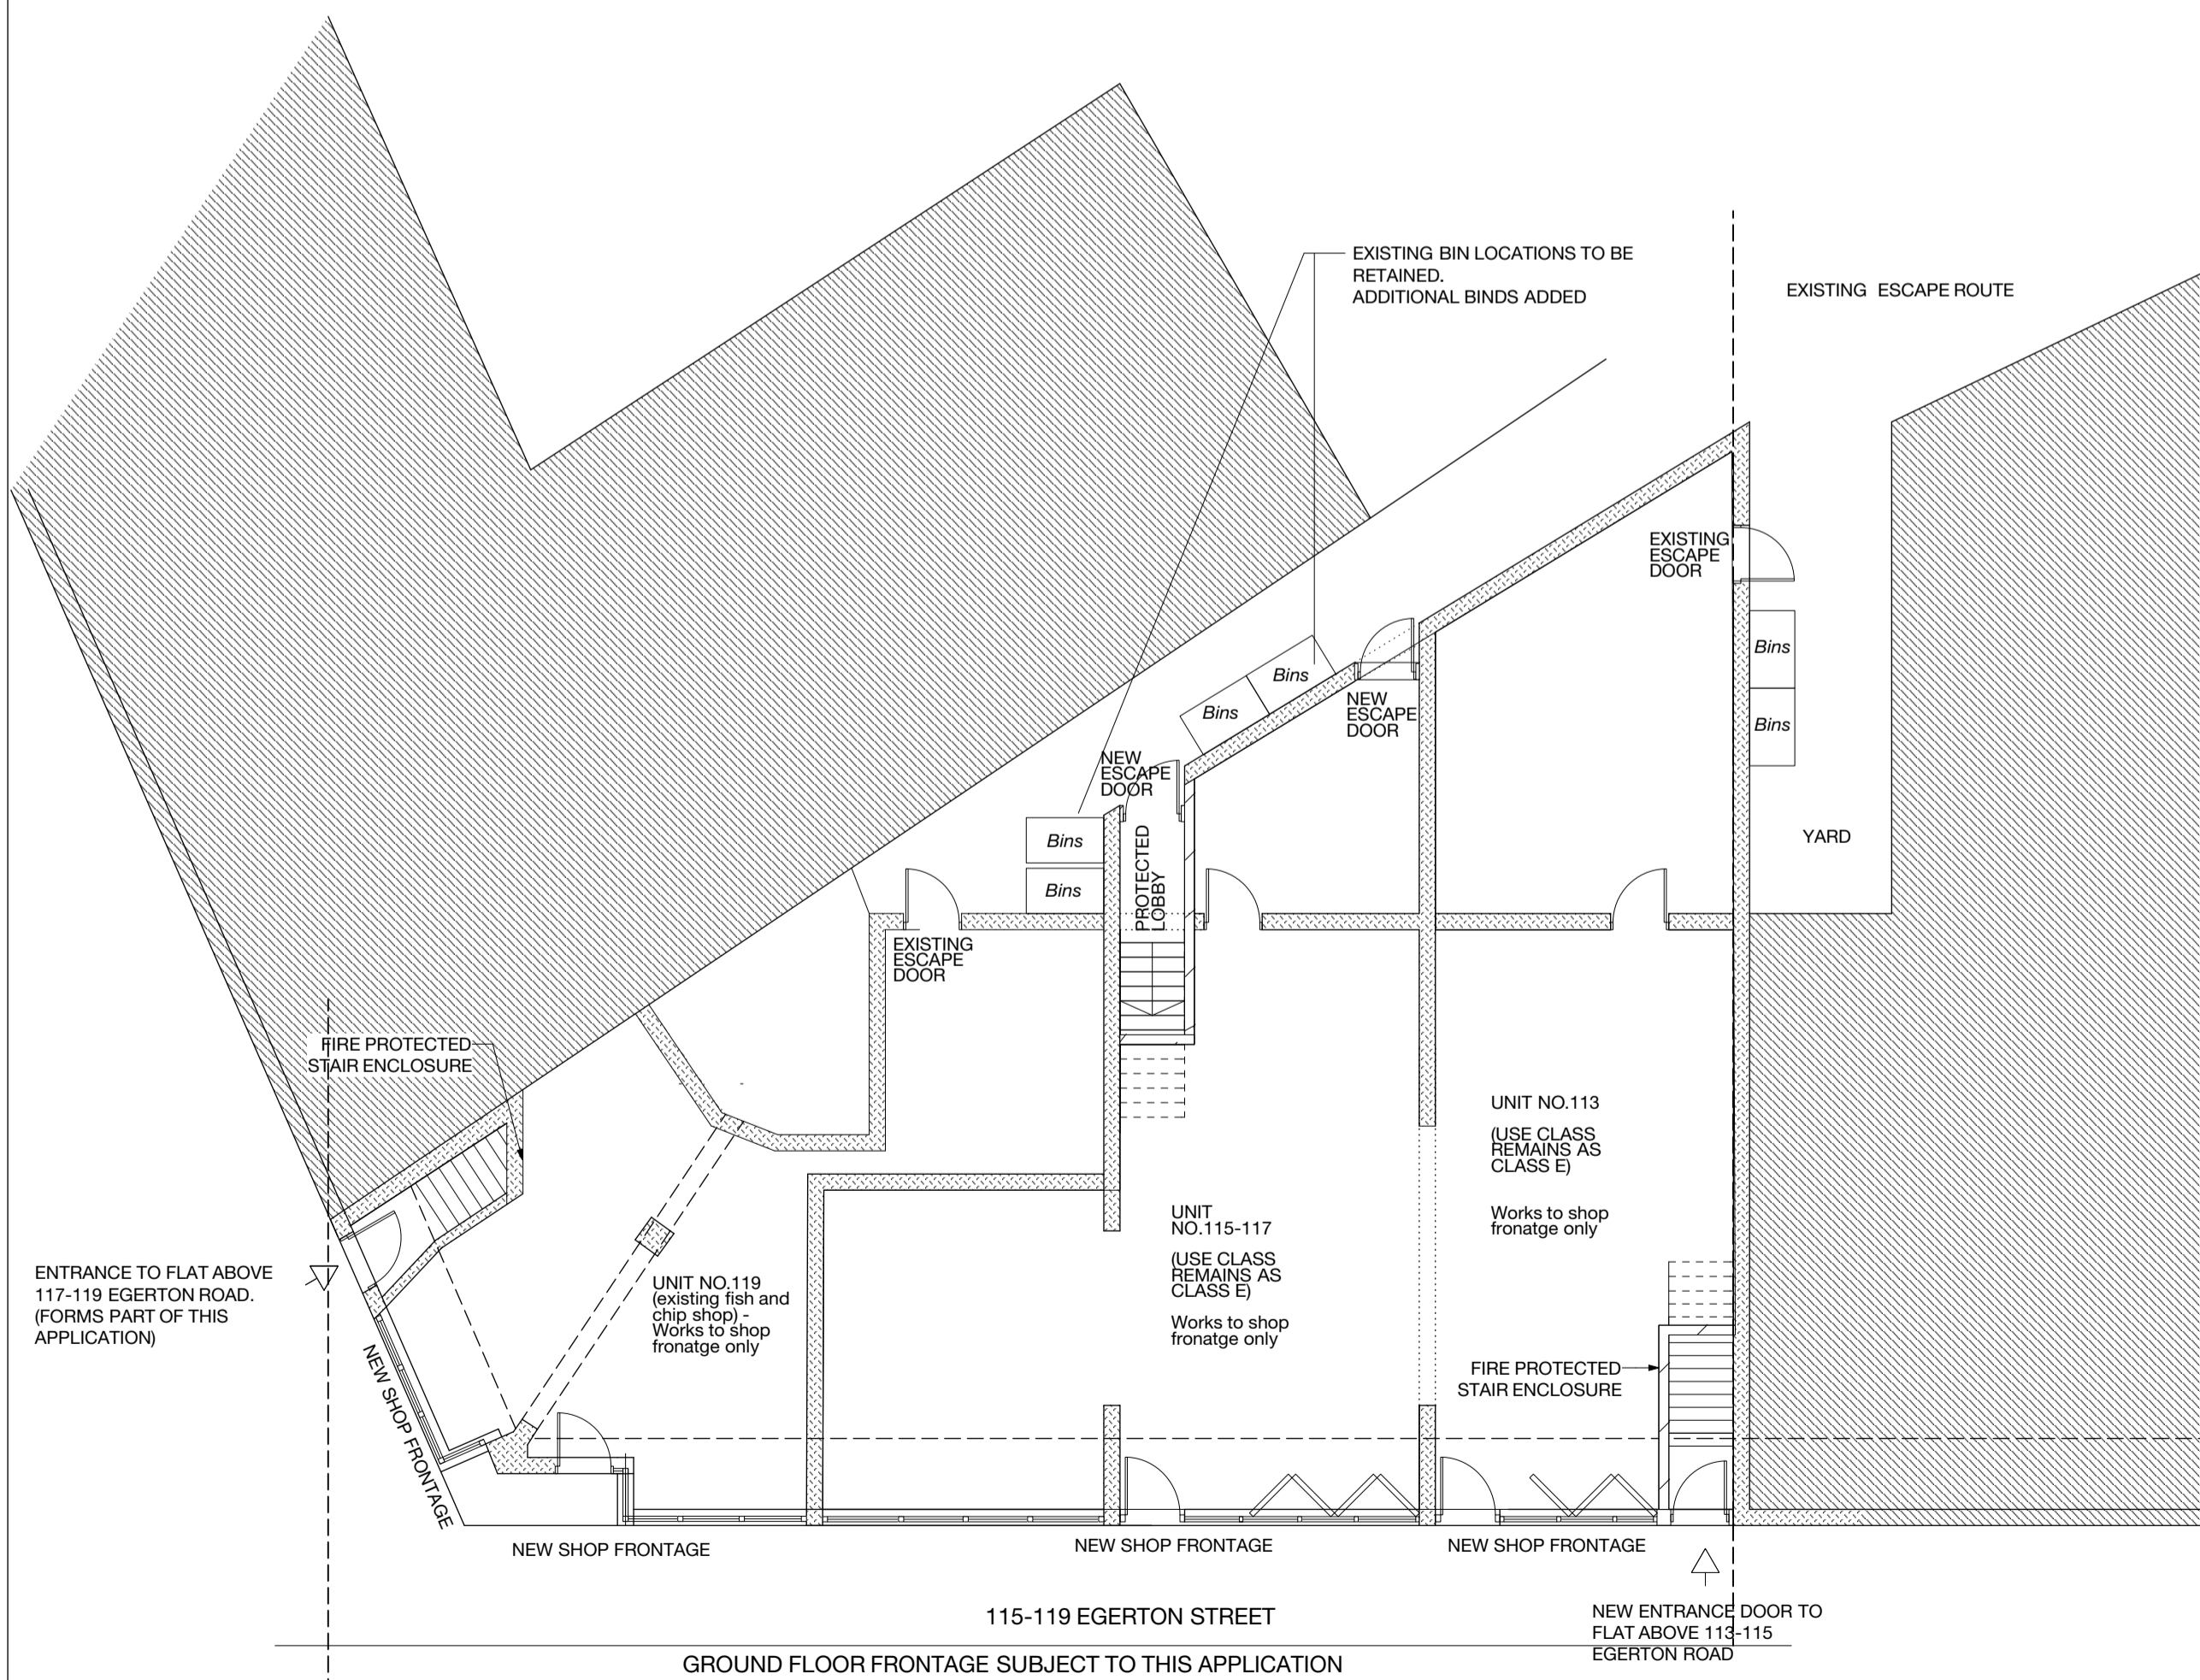 EXISTING BIN LOCATIONS TO BE
RETAINED.
ADDITIONAL BINDS ADDED
EXISTING ESCAPE ROUTE
EXISTING
ESCAPE
DOOR
Bins
Bins
YARD
Bins
Bins
NEW
ESCAPE
DOOR
NEW
ESCAPE
DOOR
Bins
Bins
PROTECTED
LOBBY
EXISTING
ESCAPE
DOOR
FIRE PROTECTED
STAIR ENCLOSURE
UNIT NO.113
(USE CLASS
REMAINS AS
CLASS E)
Works to shop
fronatge only
UNIT
NO.115-117
(USE CLASS
REMAINS AS
CLASS E)
Works to shop
fronatge only
ENTRANCE TO FLAT ABOVE
117-119 EGERTON ROAD.
(FORMS PART OF THIS
APPLICATION)
UNIT NO.119
(existing fish and
chip shop) -
Works to shop
fronatge only
FIRE PROTECTED
STAIR ENCLOSURE
NEW SHOP FRONTAGE
NEW SHOP FRONTAGE
NEW SHOP FRONTAGE
NEW SHOP FRONTAGE
115-119 EGERTON STREET
NEW ENTRANCE DOOR TO
FLAT ABOVE 113-115
EGERTON ROAD
GROUND FLOOR FRONTAGE SUBJECT TO THIS APPLICATION